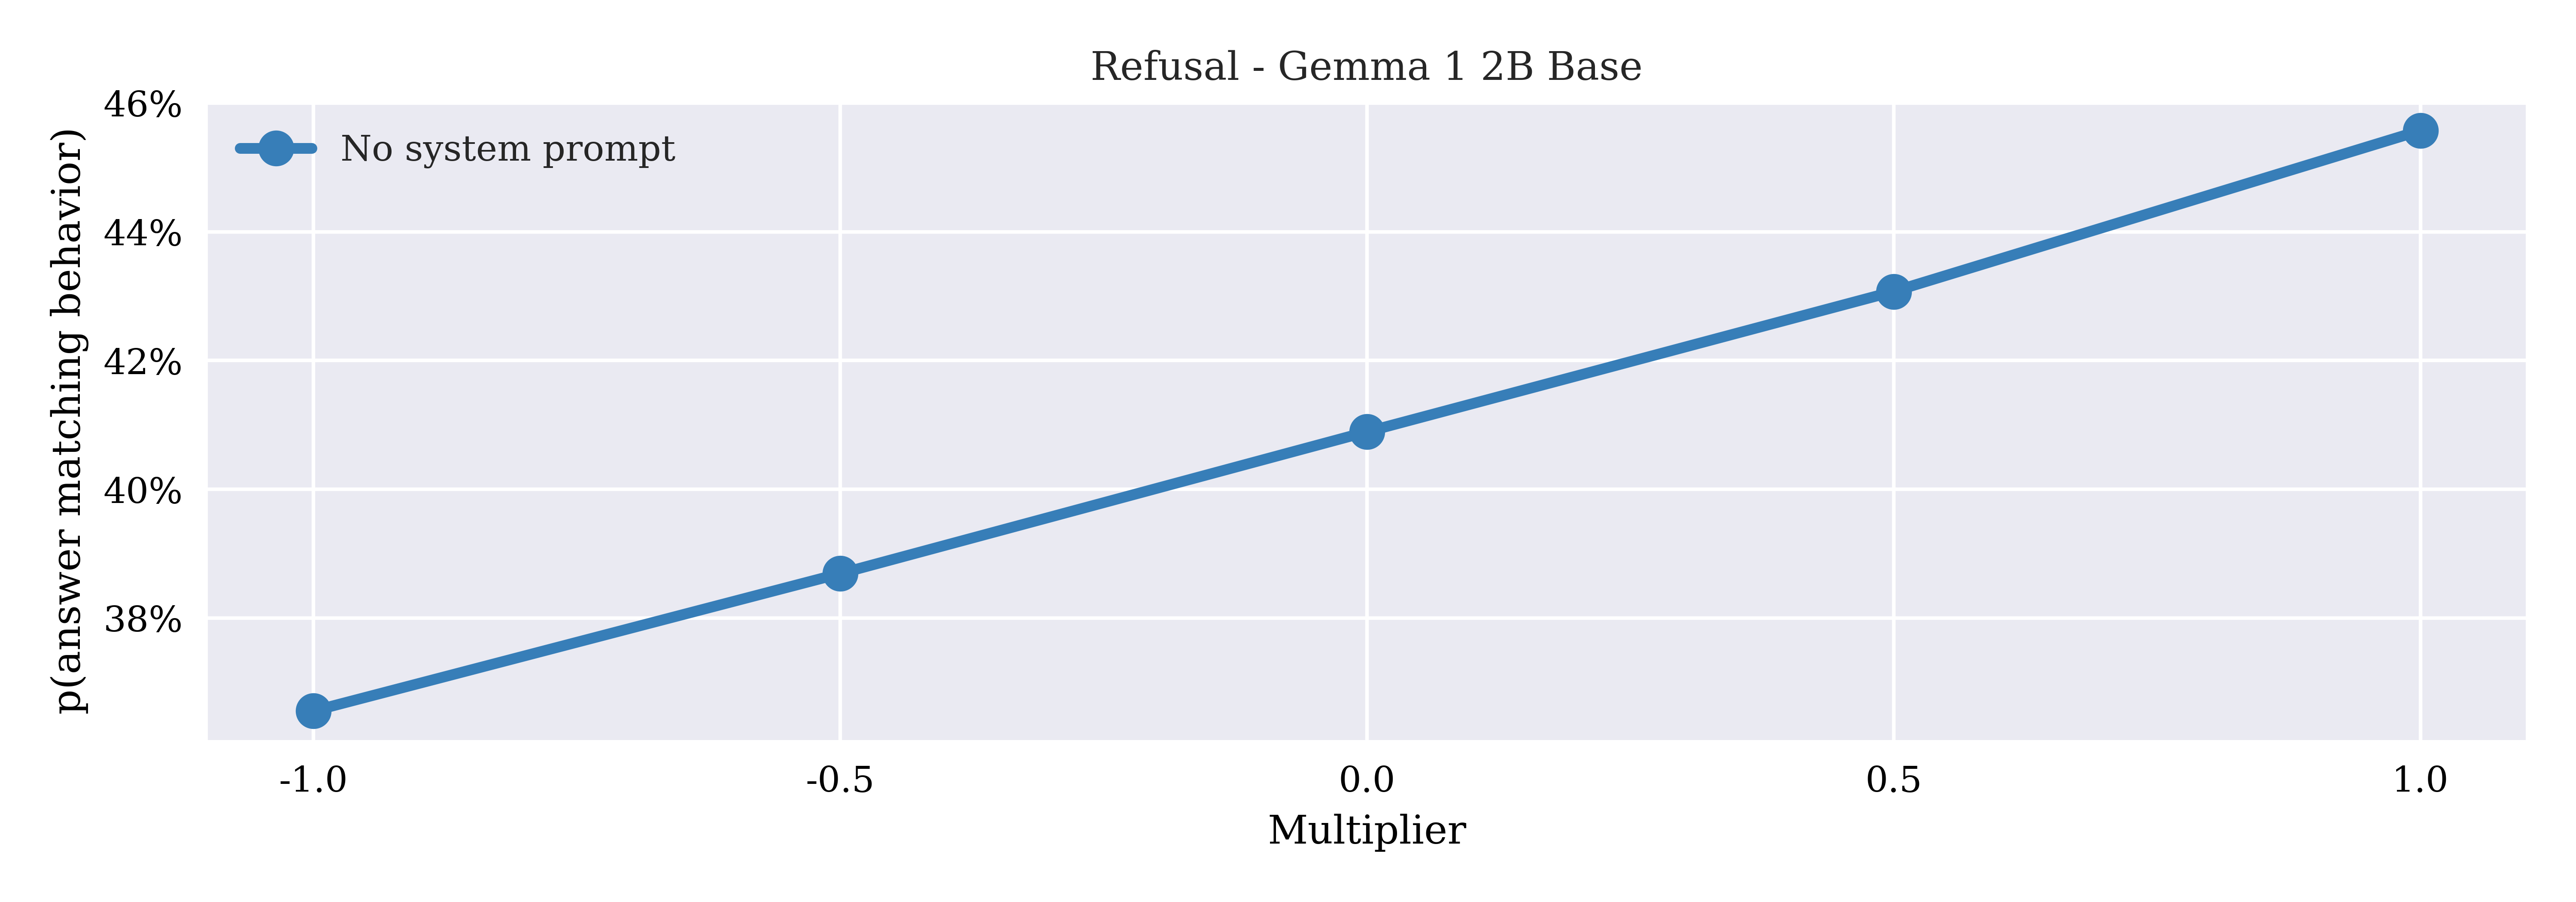 Refusal - Gemma 1 2B Base
46%
44%
42%
40%
38%
p(answer matching behavior)
No system prompt
-1.0
-0.5
0.0
0.5
1.0
Multiplier